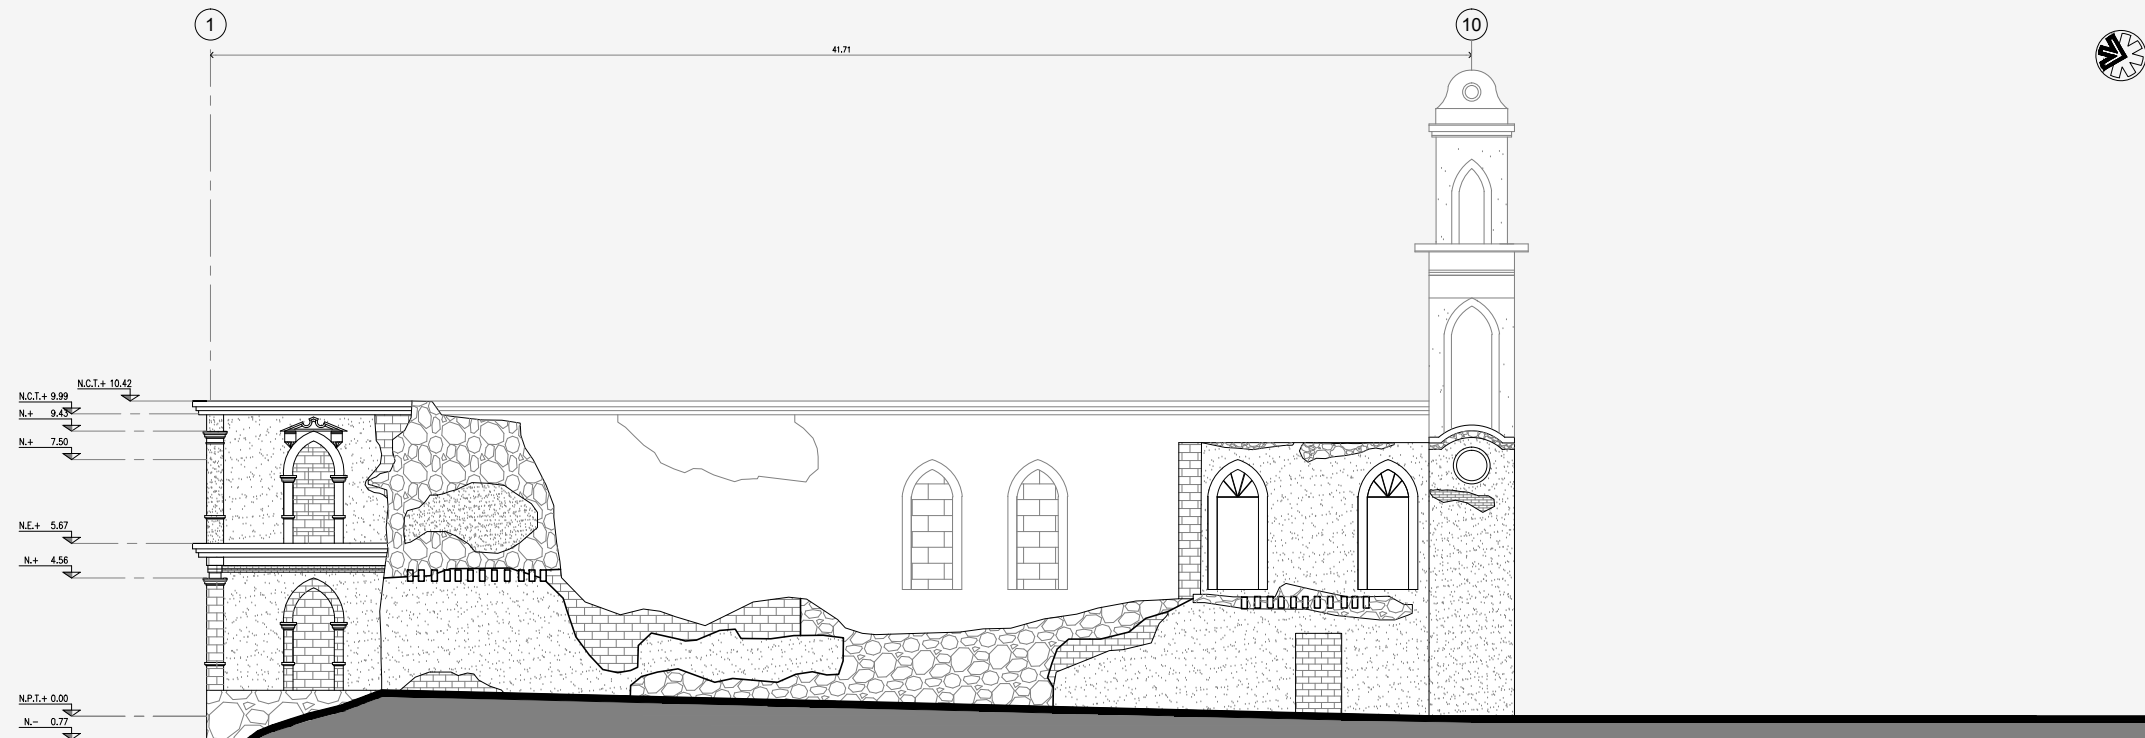 1
10
41.71
N.C.T.+ 10.42
N.C.T.+ 9.99
N.+ 9.43
N.+ 7.50
N.E.+ 5.67
N.+ 4.56
N.P.T.+ 0.00
N.- 0.77